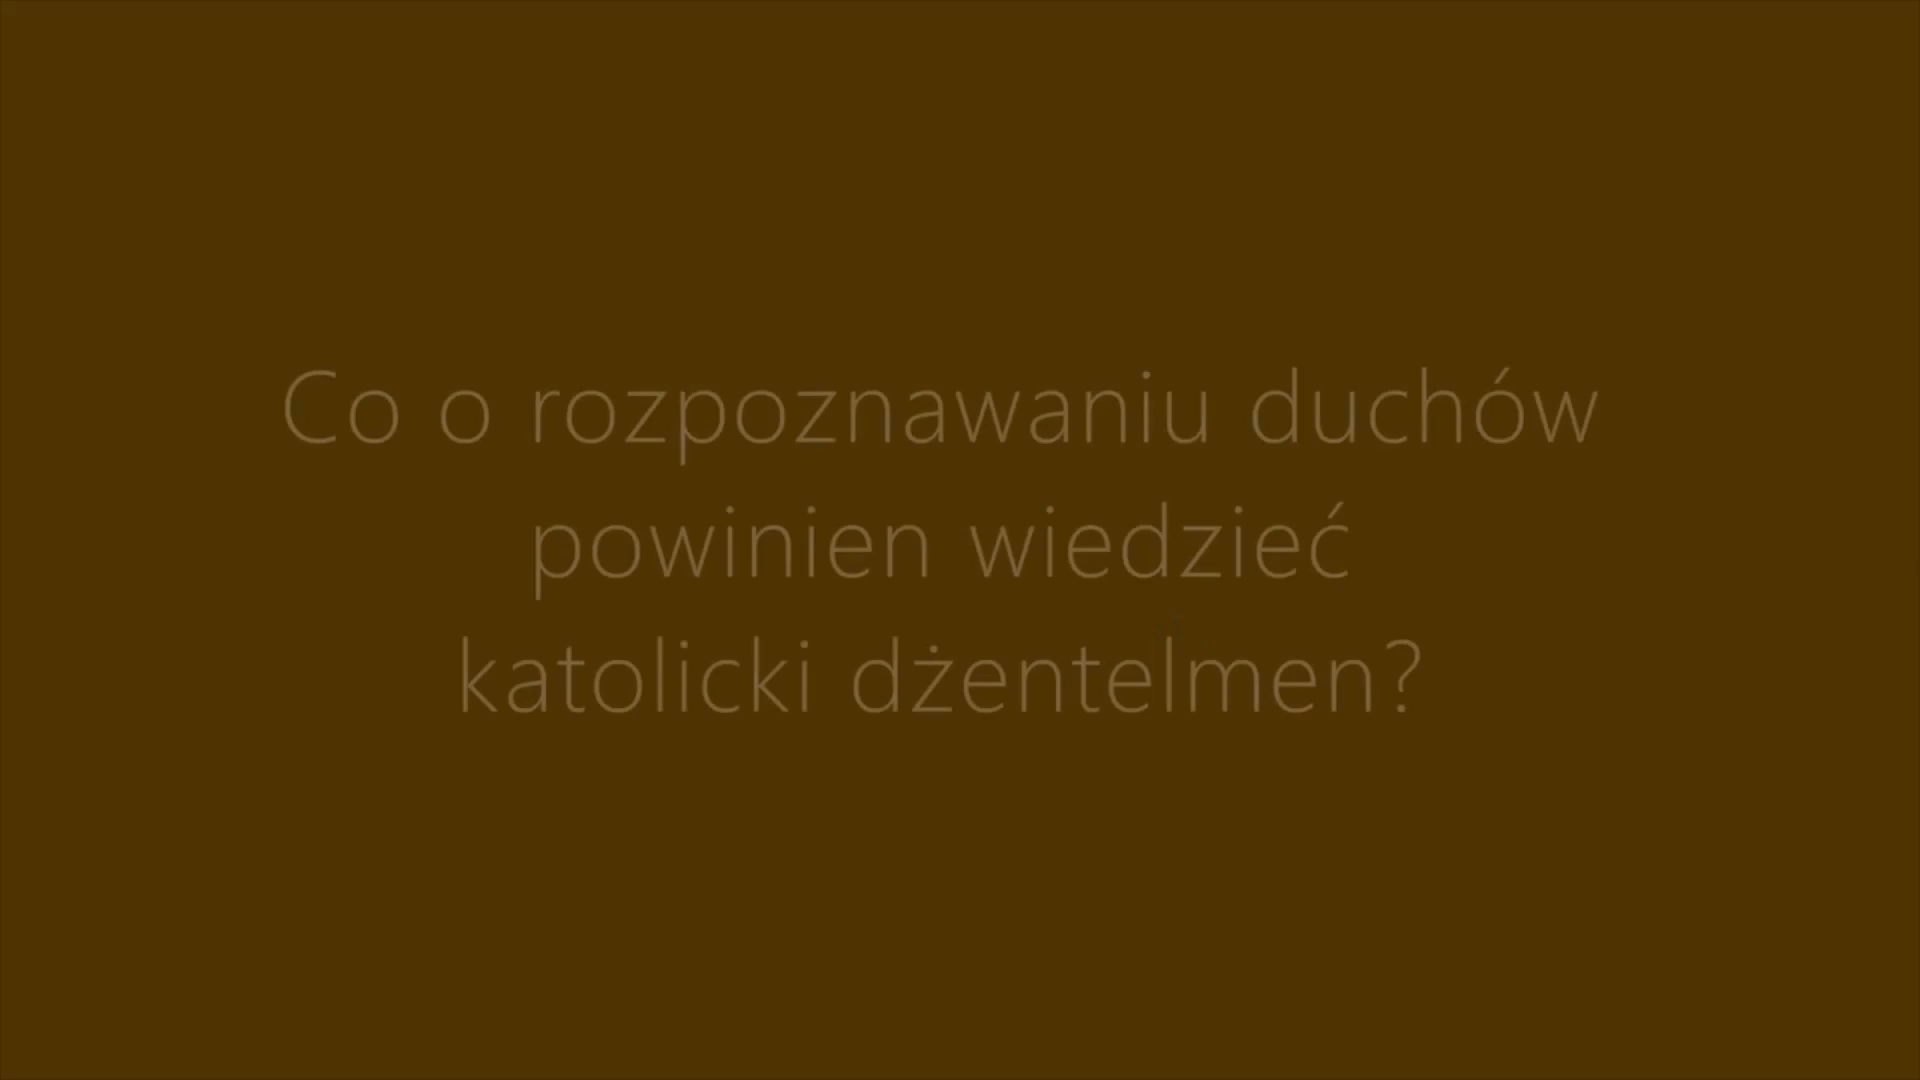 Co o rozpoznawaniu duchów
powinien wiedzieć
katolicki dżentelmen?